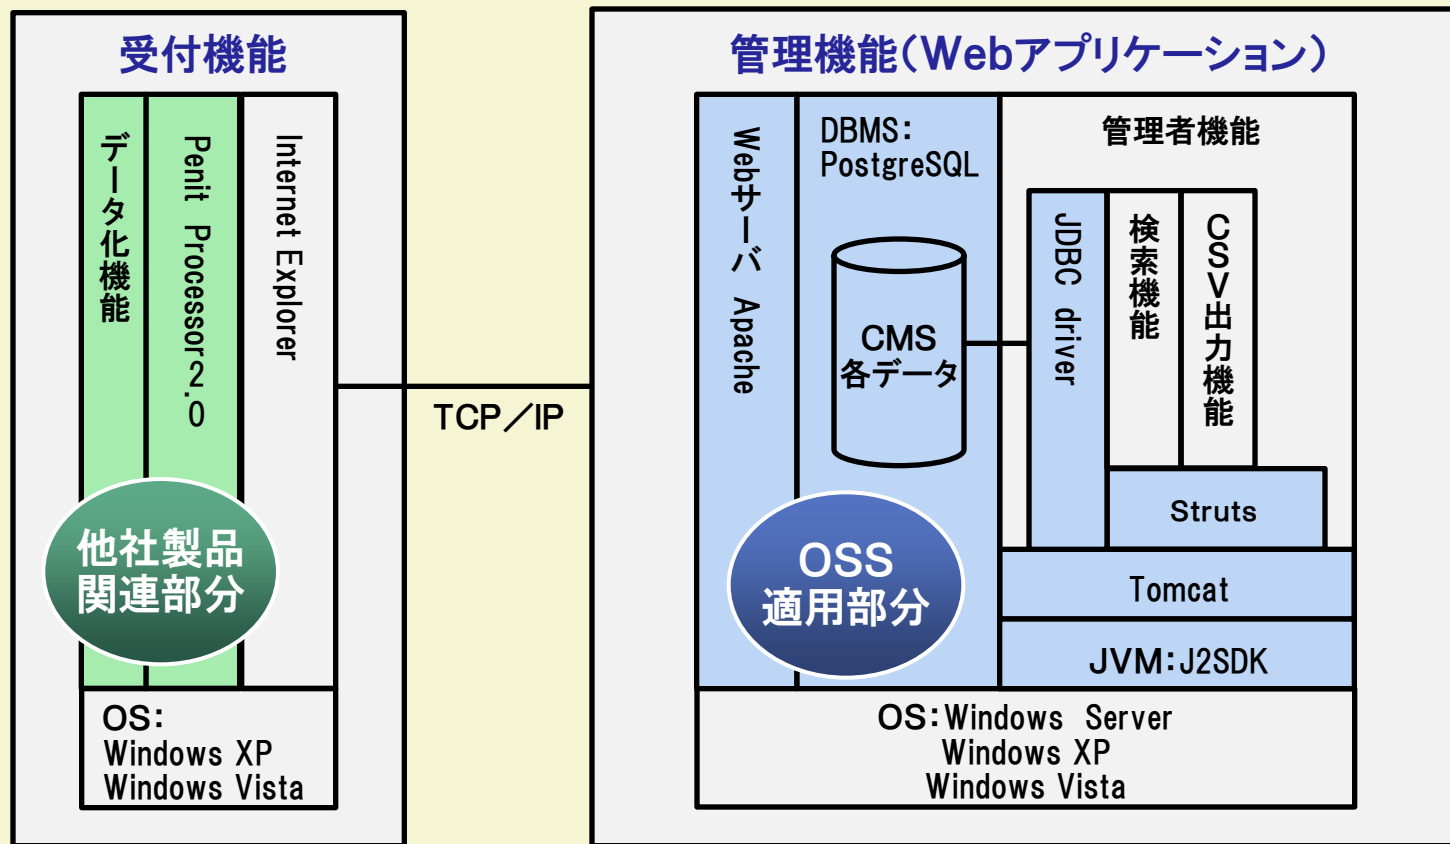 受付機能
データ化機能
Penit Processor2.0
Internet Explorer
他社製品
関連部分
OS：
Windows XP
Windows Vista
TCP／IP
管理機能（Webアプリケーション）
Webサーバ Apache
DBMS：
PostgreSQL
CMS
各データ
OSS
適用部分
管理者機能
JDBC driver
検索機能
CSV出力機能
Struts
Tomcat
JVM：J2SDK
OS：Windows Server
Windows XP
Windows Vista